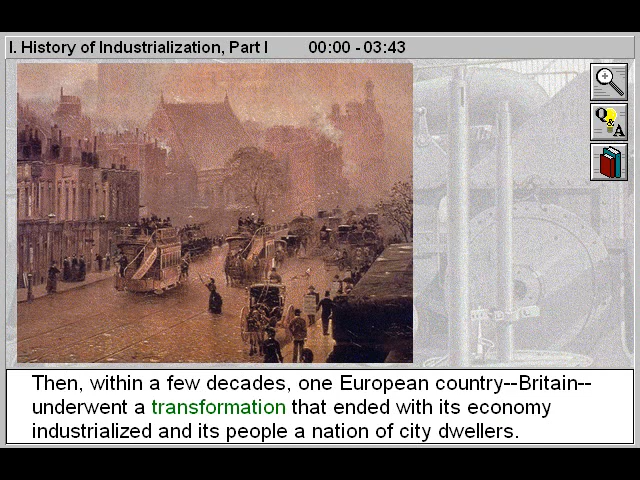 I. History of Industrialization, Part I 00:00 - 03:43
Q&A
Then, within a few decades, one European country--Britain--
underwent a transformation that ended with its economy
industrialized and its people a nation of city dwellers.